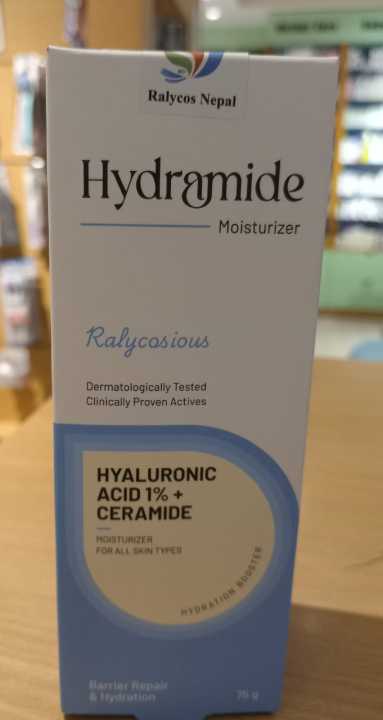 Ralycos Nepal
Hydramide
Moisturizer
Ralycosious
Dermatologically Tested
Clinically Proven Actives
HYALURONIC
ACID 1% +
CERAMIDE
MOISTURIZER
FOR ALL SKIN TYPES
HYDRATION BOOSTER
Barrier Repair
& Hydration
75 g